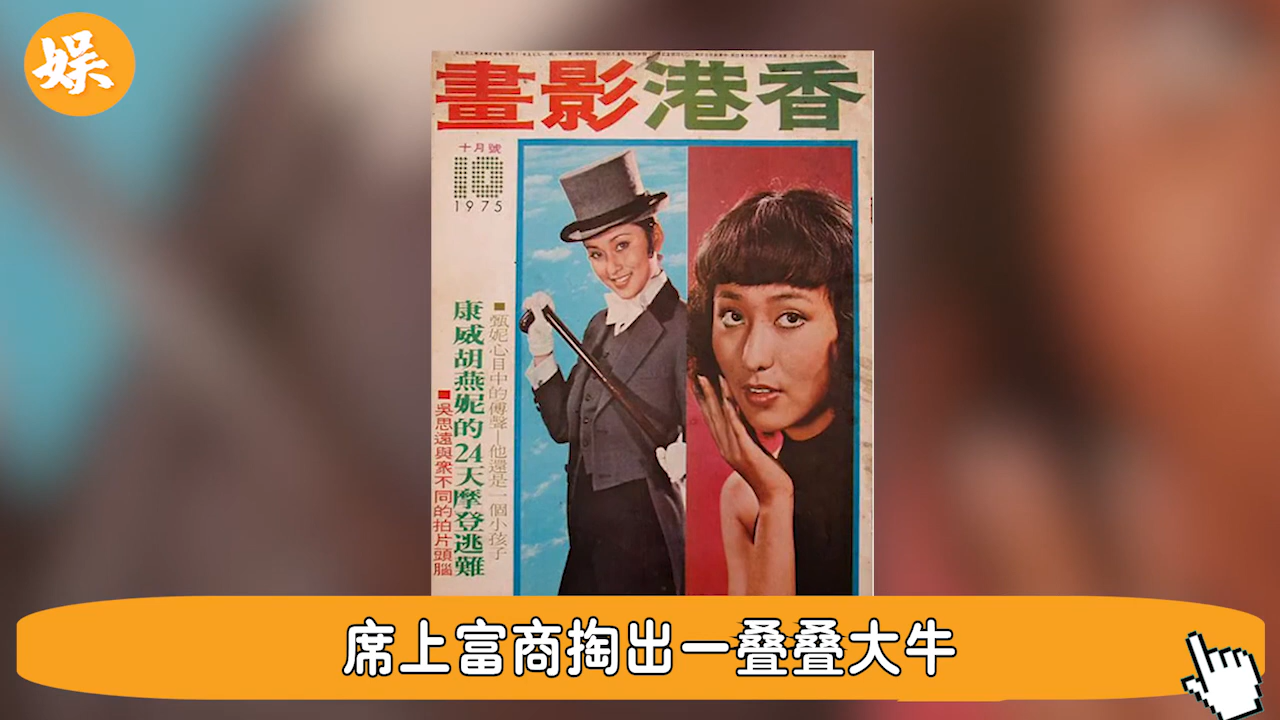 娱
香港影畫
十月號
10
1975
■甄妮心目中的傅聲—他還是一個小孩子
康威胡燕妮的24天摩登逃難
■吳思遠與衆不同的拍片頭腦
席上富商掏出一叠叠大牛